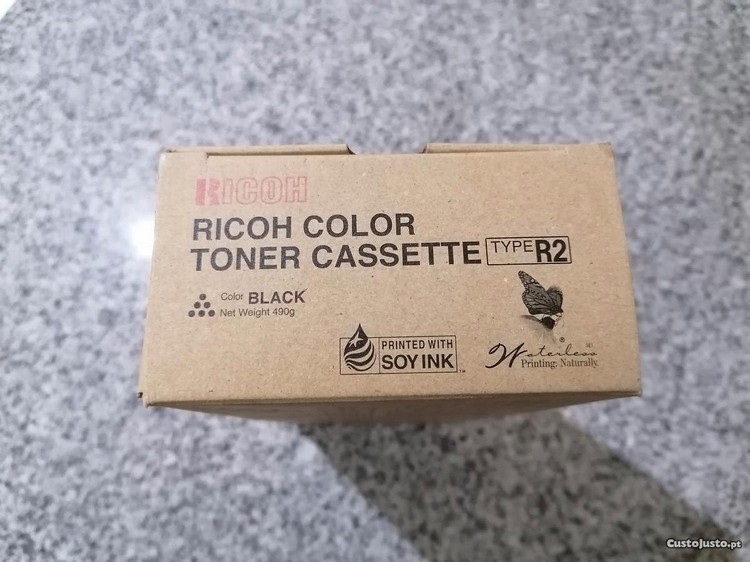 RICOH
RICOH COLOR
TONER CASSETTE TYPE R2
Color BLACK
Net Weight 490g
PRINTED WITH
SOY INK
Waterless
Printing. Naturally.
CustoJusto.pt